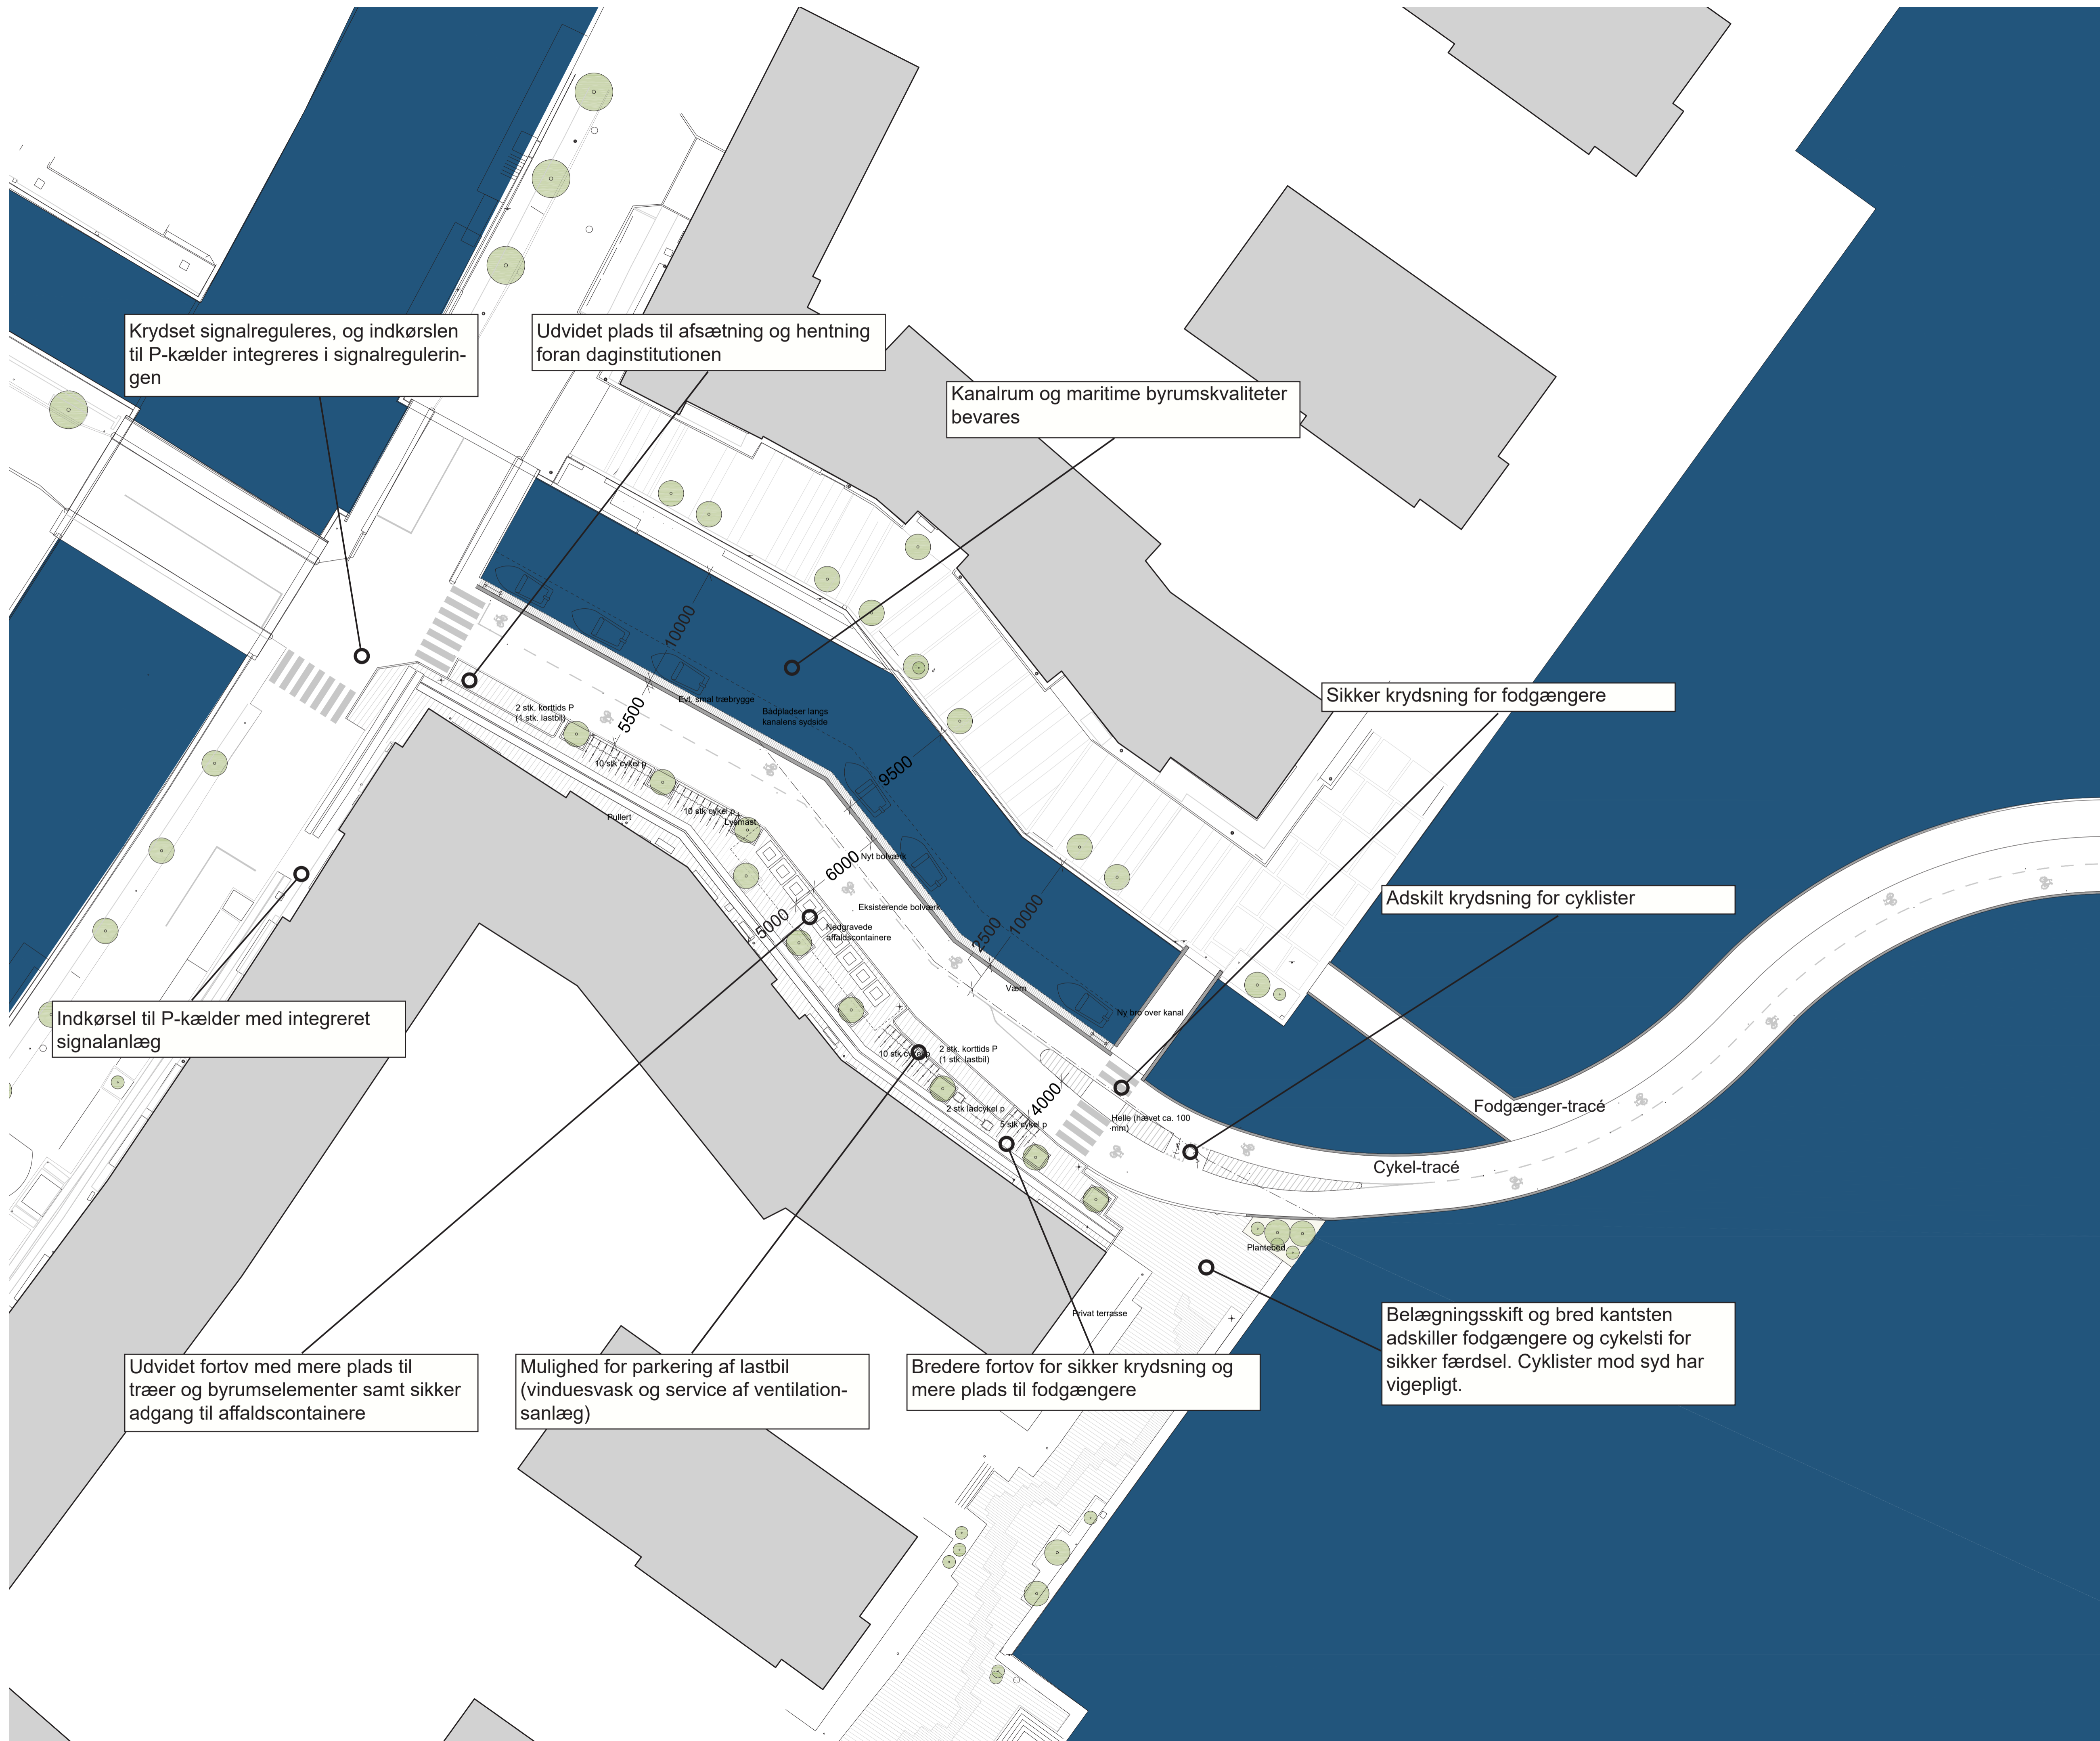 Krydset signalreguleres, og indkørslen
til P-kælder integreres i signalregulerin-
gen
Udvidet plads til afsætning og hentning
foran daginstitutionen
Kanalrum og maritime byrumskvaliteter
bevares
10000
Evt. smal træbrygge
Bådpladser langs
kanalens sydside
2 stk. korttids P
(1 stk. lastbil)
5500
10 stk cykel p
10 stk cykel p
Lysmast
Pullert
9500
Nyt bolværk
6000
Eksisterende bolværk
5000
Nedgravede
affaldscontainere
2500
10000
Værn
Ny bro over kanal
Sikker krydsning for fodgængere
Adskilt krydsning for cyklister
Indkørsel til P-kælder med integreret
signalanlæg
10 stk cykel p
2 stk. korttids P
(1 stk. lastbil)
4000
2 stk ladcykel p
5 stk cykel p
Helle (hævet ca. 100
mm)
Fodgænger-tracé
Cykel-tracé
Plantebed
Privat terrasse
Udvidet fortov med mere plads til
træer og byrumselementer samt sikker
adgang til affaldscontainere
Mulighed for parkering af lastbil
(vinduesvask og service af ventilation-
sanlæg)
Bredere fortov for sikker krydsning og
mere plads til fodgængere
Belægningsskift og bred kantsten
adskiller fodgængere og cykelsti for
sikker færdsel. Cyklister mod syd har
vigepligt.